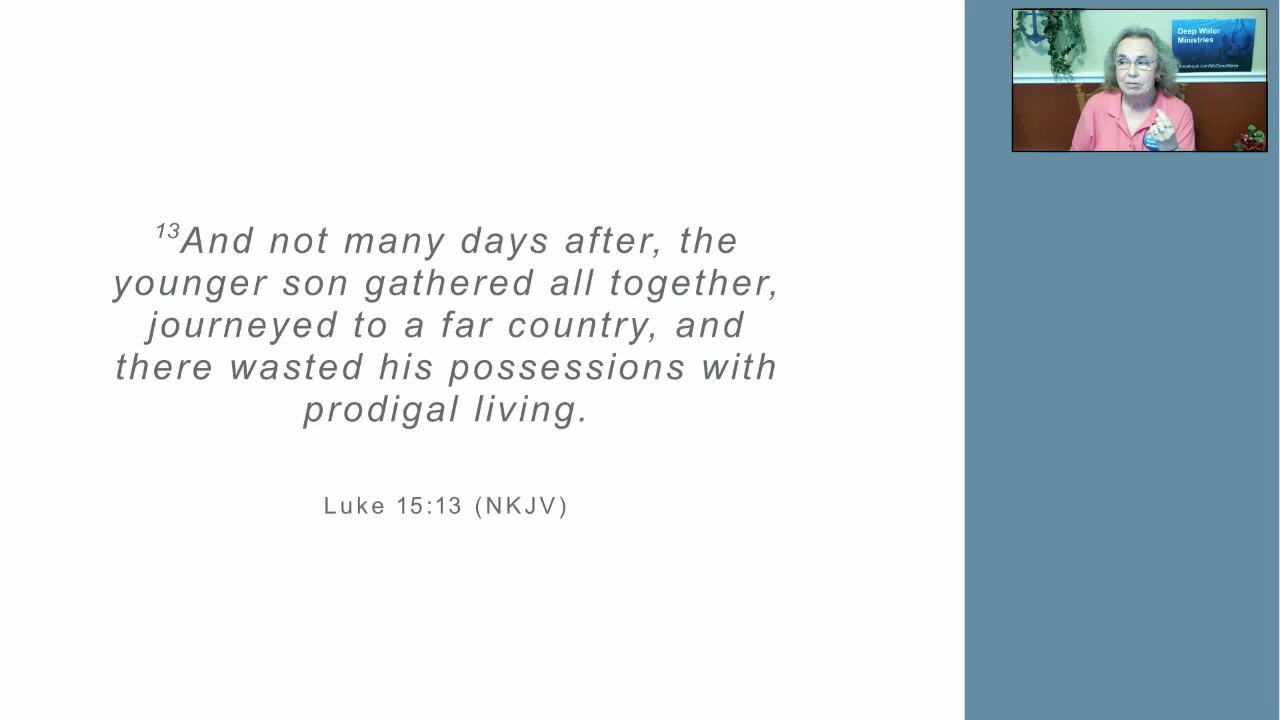 ¹³And not many days after, the
younger son gathered all together,
journeyed to a far country, and
there wasted his possessions with
prodigal living.
Luke 15:13 (NKJV)
Deep Water
Ministries